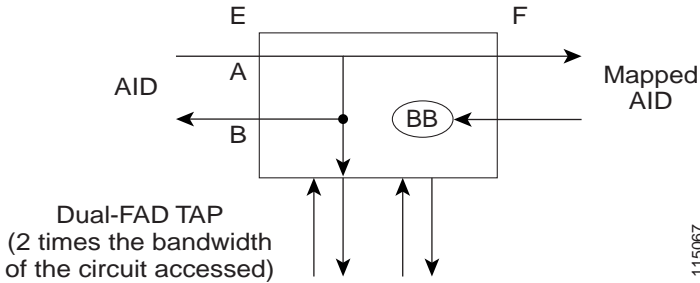 E
F
A
AID
Mapped
AID
BB
B
Dual-FAD TAP
(2 times the bandwidth
of the circuit accessed)
115067